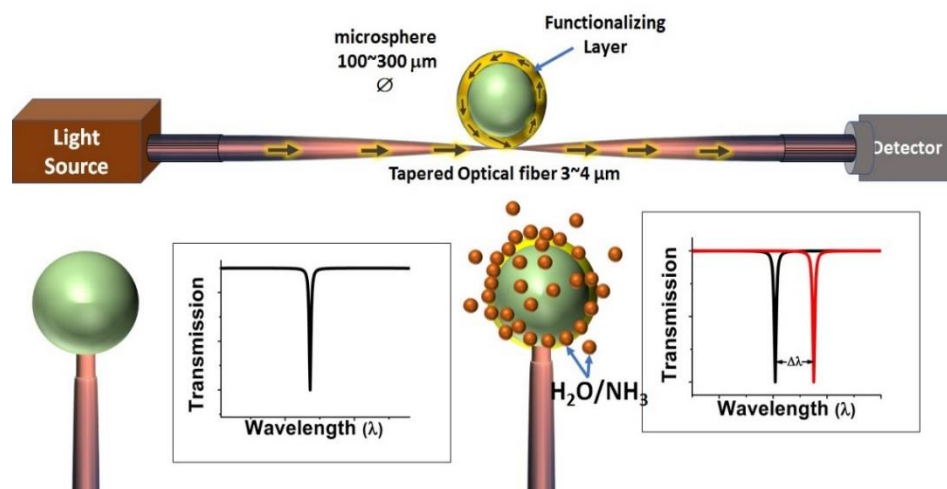 Functionalizing
Layer
microsphere
100~300 μm
∅
Light
Source
Detector
Tapered Optical fiber 3~4 μm
Transmission
Wavelength (λ)
H₂O/NH₃
Transmission
Δλ
Wavelength (λ)